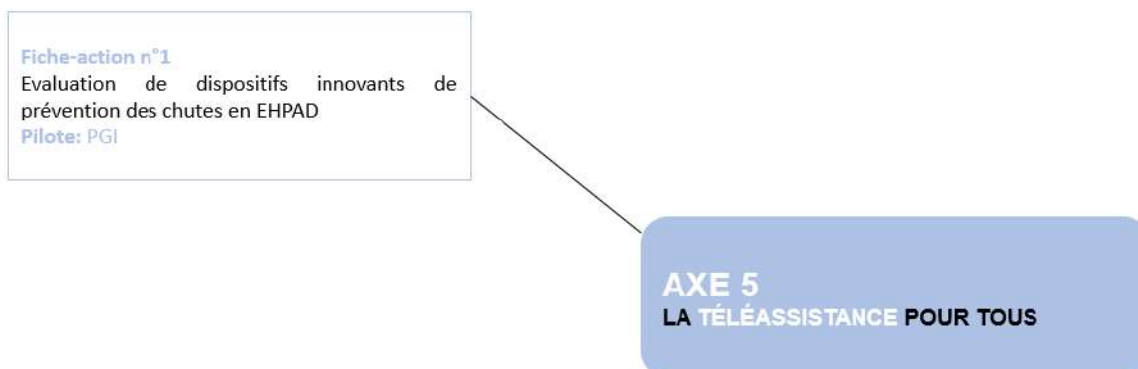 Fiche-action n°1
Evaluation de dispositifs innovants de
prévention des chutes en EHPAD
Pilote: PGI
AXE 5
LA TÉLÉASSISTANCE POUR TOUS